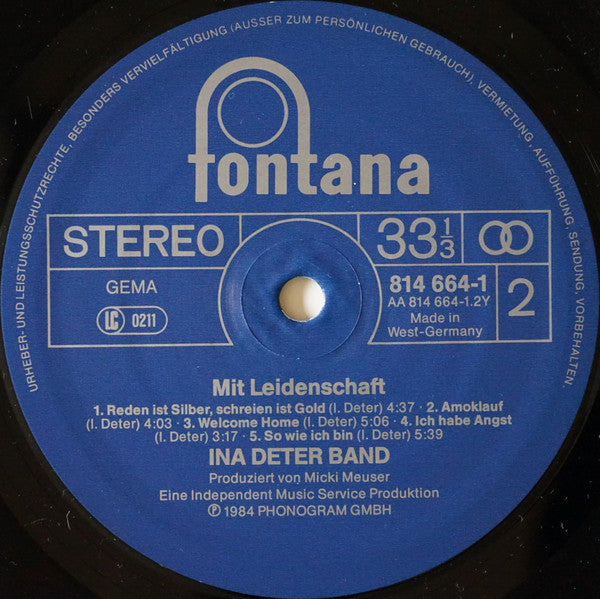 URHEBER- UND LEISTUNGSSCHUTZRECHTE, BESONDERS VERVIELFÄLTIGUNG (AUSSER ZUM PERSÖNLICHEN GEBRAUCH), VERMIETUNG, AUFFÜHRUNG, SENDUNG, VORBEHALTEN.
fontana
STEREO
33 1/3
GEMA
LC 0211
814 664-1
AA 814 664-1.2Y
Made in
West-Germany
2
Mit Leidenschaft
1. Reden ist Silber, schreien ist Gold (I. Deter) 4:37 · 2. Amoklauf
(I. Deter) 4:03 · 3. Welcome Home (I. Deter) 5:06 · 4. Ich habe Angst
(I. Deter) 3:17 · 5. So wie ich bin (I. Deter) 5:39
INA DETER BAND
Produziert von Micki Meuser
Eine Independent Music Service Produktion
℗ 1984 PHONOGRAM GMBH